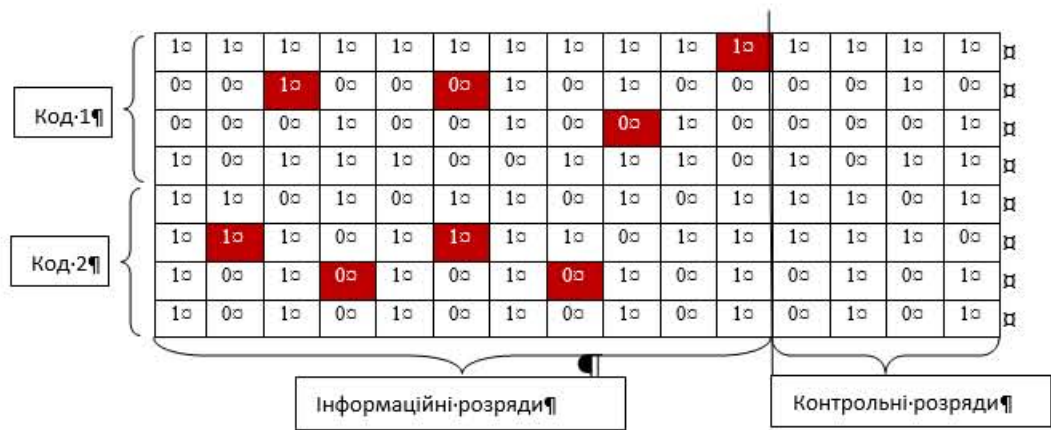 1¤ 1¤ 1¤ 1¤ 1¤ 1¤ 1¤ 1¤ 1¤ 1¤ 1¤ 1¤ 1¤ 1¤ 1¤ ¤
0¤ 0¤ 1¤ 0¤ 0¤ 0¤ 1¤ 0¤ 1¤ 0¤ 0¤ 0¤ 0¤ 1¤ 0¤ ¤
Код·1¶
0¤ 0¤ 0¤ 1¤ 0¤ 0¤ 1¤ 0¤ 0¤ 1¤ 0¤ 0¤ 0¤ 0¤ 1¤ ¤
1¤ 0¤ 1¤ 1¤ 1¤ 0¤ 0¤ 1¤ 1¤ 1¤ 0¤ 1¤ 0¤ 1¤ 1¤ ¤
1¤ 1¤ 0¤ 1¤ 0¤ 1¤ 1¤ 0¤ 1¤ 0¤ 1¤ 1¤ 1¤ 0¤ 1¤ ¤
1¤ 1¤ 1¤ 0¤ 1¤ 1¤ 1¤ 1¤ 0¤ 1¤ 1¤ 1¤ 1¤ 1¤ 0¤ ¤
Код·2¶
1¤ 0¤ 1¤ 0¤ 1¤ 0¤ 1¤ 0¤ 1¤ 0¤ 1¤ 0¤ 1¤ 0¤ 1¤ ¤
1¤ 0¤ 1¤ 0¤ 1¤ 0¤ 1¤ 0¤ 1¤ 0¤ 1¤ 0¤ 1¤ 0¤ 1¤ ¤
Інформаційні·розряди¶
Контрольні·розряди¶